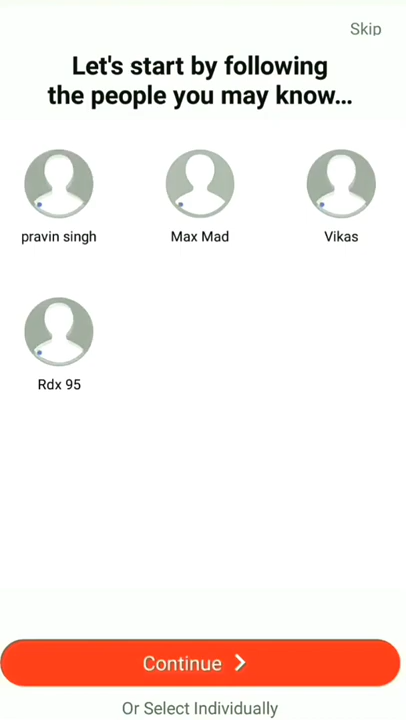 Skip
Let's start by following
the people you may know...
pravin singh
Max Mad
Vikas
Rdx 95
Continue
Or Select Individually